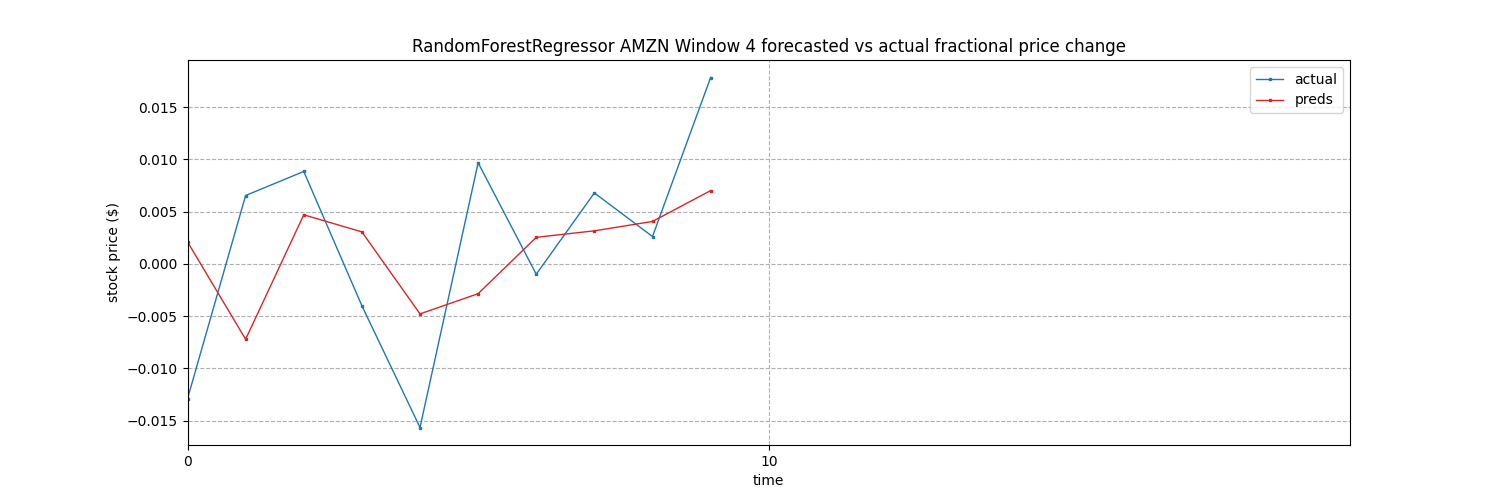 RandomForestRegressor AMZN Window 4 forecasted vs actual fractional price change
actual
preds
0.015
0.010
0.005
0.000
−0.005
−0.010
−0.015
stock price ($)
0
10
time